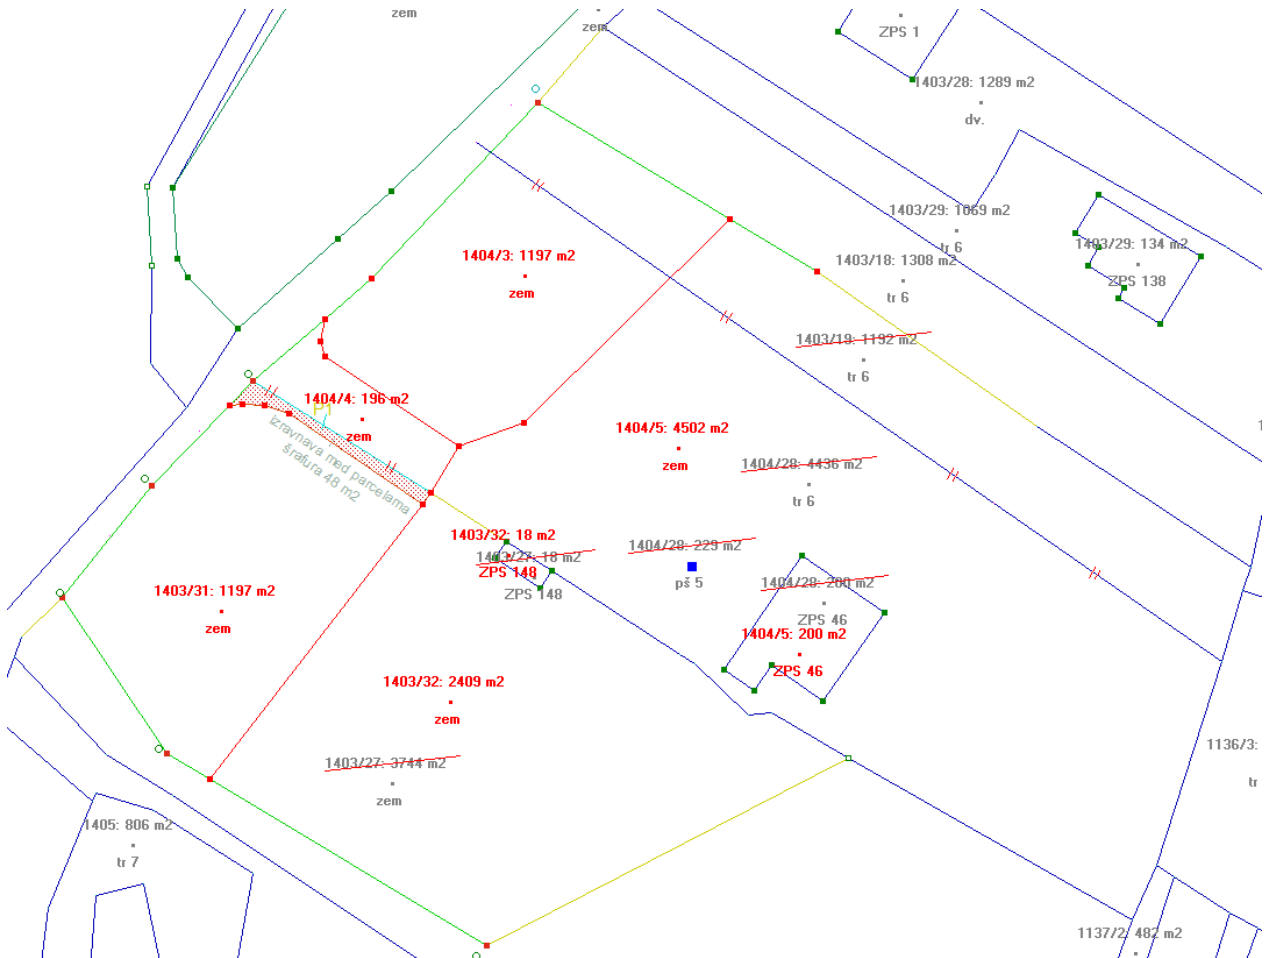 zem
zem
ZPS 1
1403/28: 1289 m2
dv.
1403/29: 1069 m2
tr 6
1403/29: 134 m2
ZPS 138
1403/18: 1308 m2
tr 6
1404/3: 1197 m2
zem
1403/19: 1192 m2
tr 6
1404/4: 196 m2
P1
zem
izravnava med parcelama
šrafura 48 m2
1404/5: 4502 m2
zem
1404/28: 4436 m2
tr 6
1403/32: 18 m2
1403/27: 18 m2
ZPS 148
ZPS 148
1404/28: 229 m2
pš 5
1404/28: 200 m2
ZPS 46
1404/5: 200 m2
ZPS 46
1403/31: 1197 m2
zem
1403/32: 2409 m2
zem
1403/27: 3744 m2
zem
1136/3:
tr
1405: 806 m2
tr 7
1137/2: 482 m2